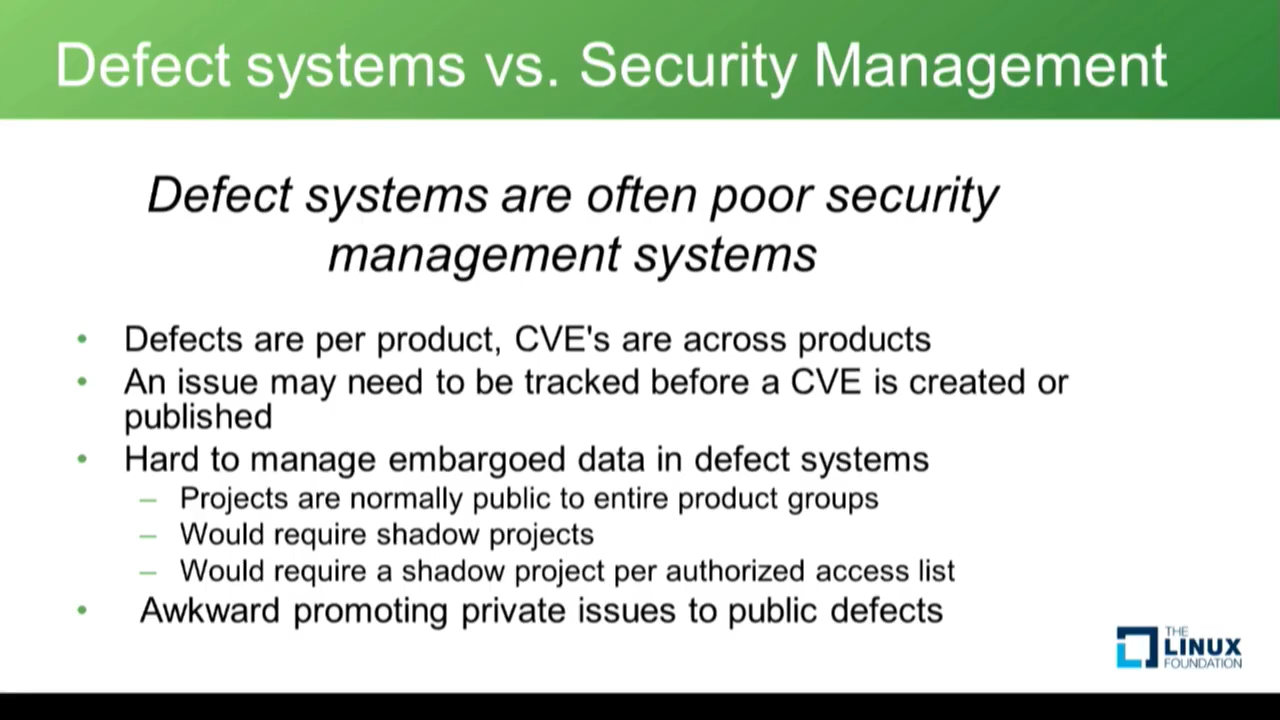 Defect systems vs. Security Management
Defect systems are often poor security
management systems
• Defects are per product, CVE's are across products
• An issue may need to be tracked before a CVE is created or
published
• Hard to manage embargoed data in defect systems
– Projects are normally public to entire product groups
– Would require shadow projects
– Would require a shadow project per authorized access list
• Awkward promoting private issues to public defects
THE
LINUX
FOUNDATION